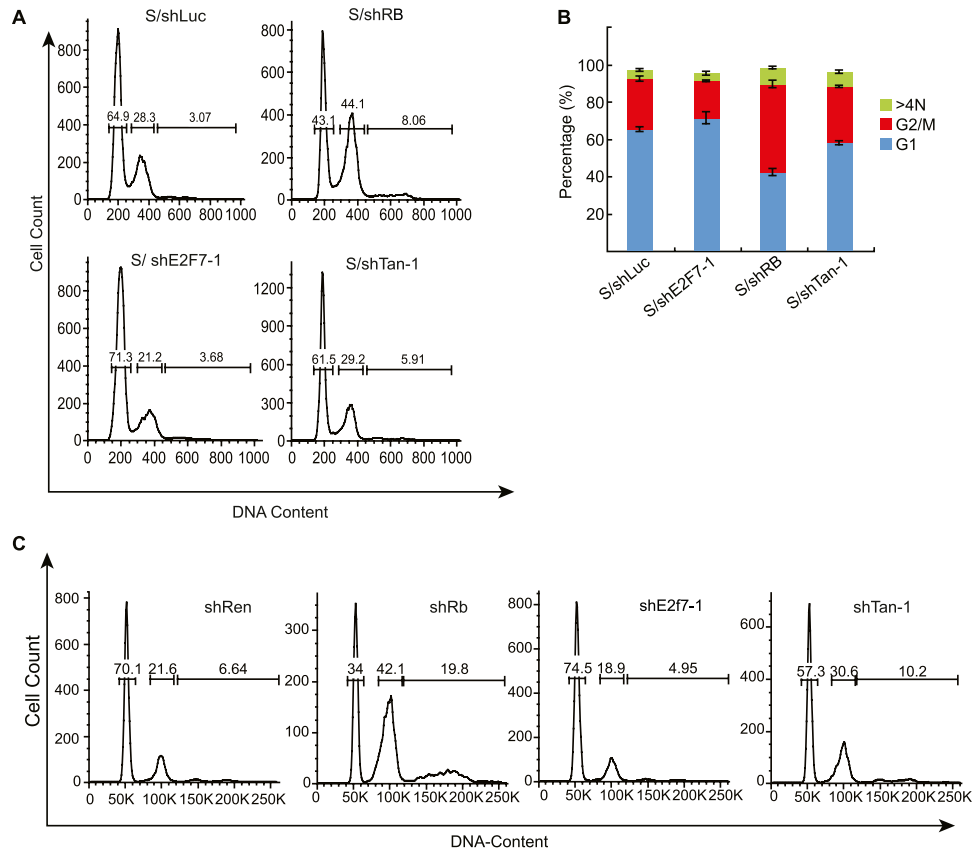 A
B
S/shLuc
S/shRB
800
600
400
200
0
64.9 28.3 3.07
0 200 400 600 800 1000
800
600
400
200
0
43.1 44.1 8.06
0 200 400 600 800 1000
S/ shE2F7-1
S/shTan-1
800
600
400
200
0
71.3 21.2 3.68
0 200 400 600 800 1000
1200
900
600
300
0
61.5 29.2 5.91
0 200 400 600 800 1000
Cell Count
DNA Content
Percentage (%)
100
80
60
40
20
S/shLuc
S/shE2F7-1
S/shRB
S/shTan-1
>4N
G2/M
G1
C
Cell Count
shRen
800
600
400
200
0
70.1 21.6 6.64
0 50K 100K 150K 200K 250K
shRb
300
200
100
0
34 42.1 19.8
0 50K 100K 150K 200K 250K
shE2f7-1
800
600
400
200
0
74.5 18.9 4.95
0 50K 100K 150K 200K 250K
shTan-1
600
400
200
0
57.3 30.6 10.2
0 50K 100K 150K 200K 250K
DNA-Content